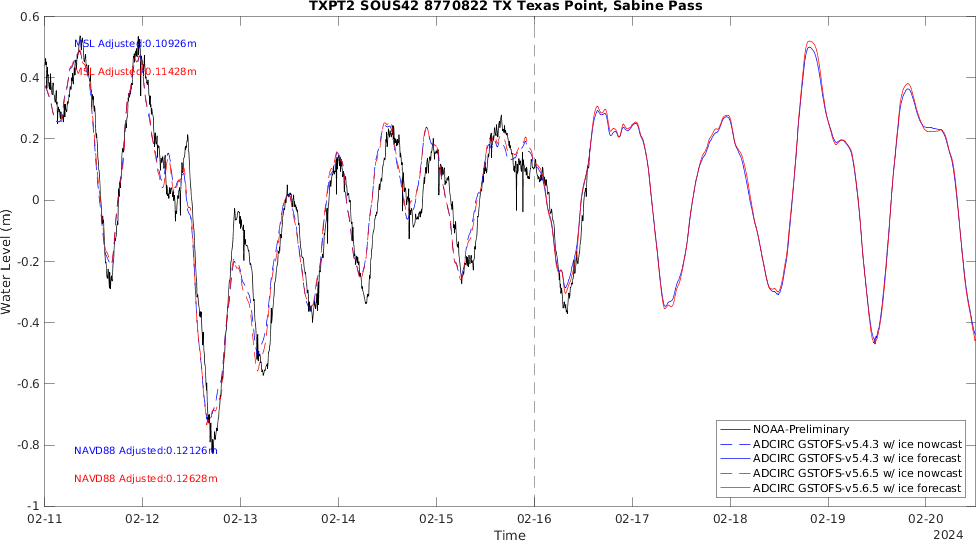 TXPT2 SOUS42 8770822 TX Texas Point, Sabine Pass
0.6
0.4
0.2
0
-0.2
-0.4
-0.6
-0.8
-1
Water Level (m)
MSL Adjusted:0.10926m
MSL Adjusted:0.11428m
NAVD88 Adjusted:0.12126m
NAVD88 Adjusted:0.12628m
NOAA-Preliminary
ADCIRC GSTOFS-v5.4.3 w/ ice nowcast
ADCIRC GSTOFS-v5.4.3 w/ ice forecast
ADCIRC GSTOFS-v5.6.5 w/ ice nowcast
ADCIRC GSTOFS-v5.6.5 w/ ice forecast
02-11 02-12 02-13 02-14 02-15 02-16 02-17 02-18 02-19 02-20
Time
2024